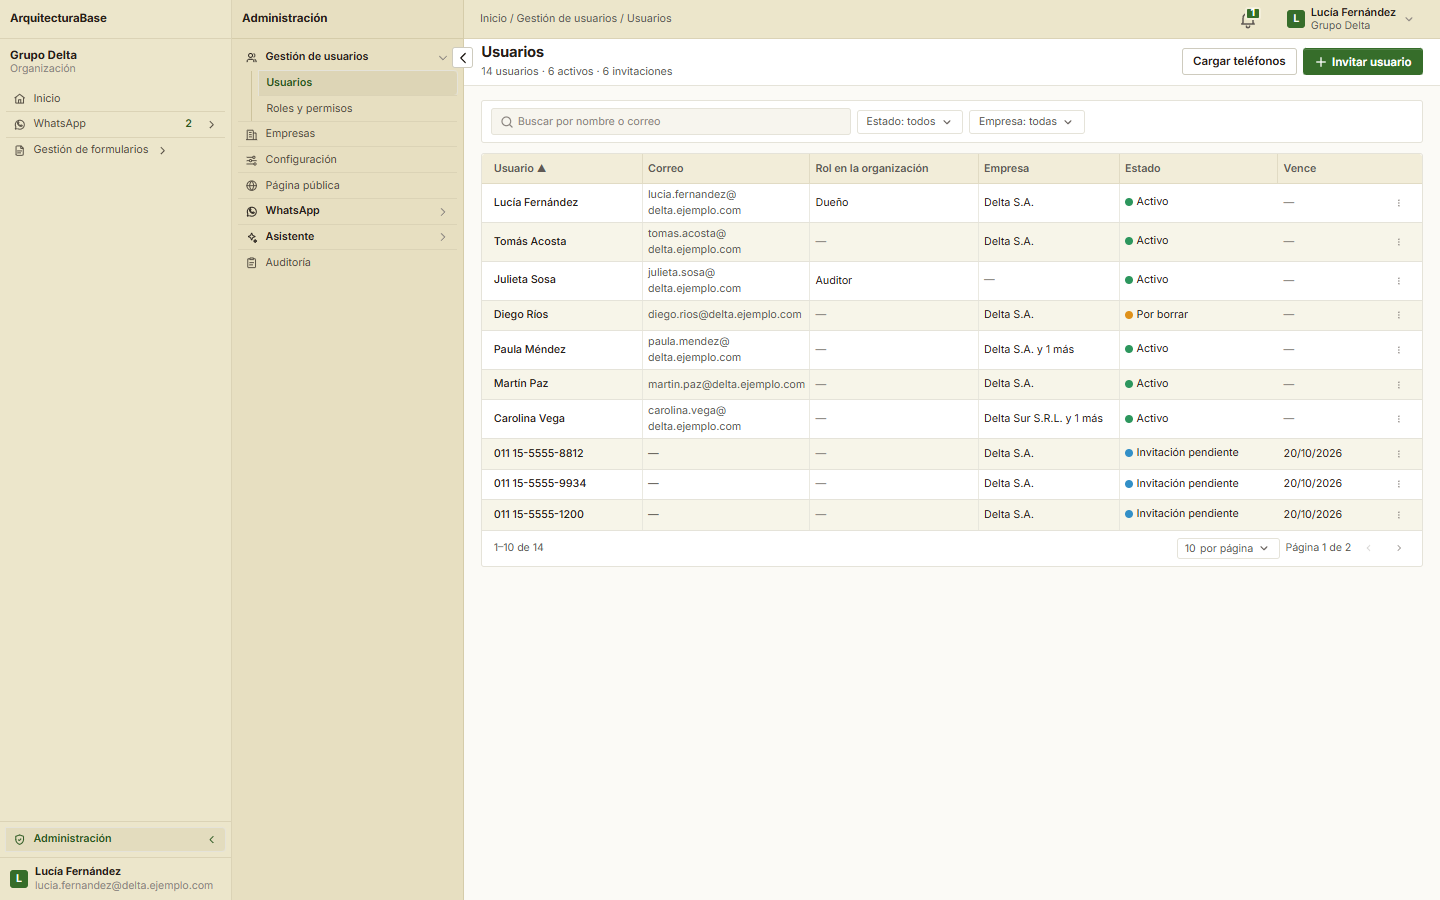 ArquitecturaBase
Grupo Delta
Organización
Inicio
WhatsApp 2
Gestión de formularios
Administración
L Lucía Fernández
lucia.fernandez@delta.ejemplo.com
Administración
Gestión de usuarios
Usuarios
Roles y permisos
Empresas
Configuración
Página pública
WhatsApp
Asistente
Auditoría
Inicio / Gestión de usuarios / Usuarios
1
L Lucía Fernández
Grupo Delta
Usuarios
14 usuarios · 6 activos · 6 invitaciones
Cargar teléfonos
+ Invitar usuario
Buscar por nombre o correo
Estado: todos
Empresa: todas
Usuario ▲ Correo Rol en la organización Empresa Estado Vence
Lucía Fernández lucia.fernandez@
delta.ejemplo.com Dueño Delta S.A. Activo —
Tomás Acosta tomas.acosta@
delta.ejemplo.com — Delta S.A. Activo —
Julieta Sosa julieta.sosa@
delta.ejemplo.com Auditor — Activo —
Diego Ríos diego.rios@delta.ejemplo.com — Delta S.A. Por borrar —
Paula Méndez paula.mendez@
delta.ejemplo.com — Delta S.A. y 1 más Activo —
Martín Paz martin.paz@delta.ejemplo.com — Delta S.A. Activo —
Carolina Vega carolina.vega@
delta.ejemplo.com — Delta Sur S.R.L. y 1 más Activo —
011 15-5555-8812 — — Delta S.A. Invitación pendiente 20/10/2026
011 15-5555-9934 — — Delta S.A. Invitación pendiente 20/10/2026
011 15-5555-1200 — — Delta S.A. Invitación pendiente 20/10/2026
1–10 de 14
10 por página
Página 1 de 2